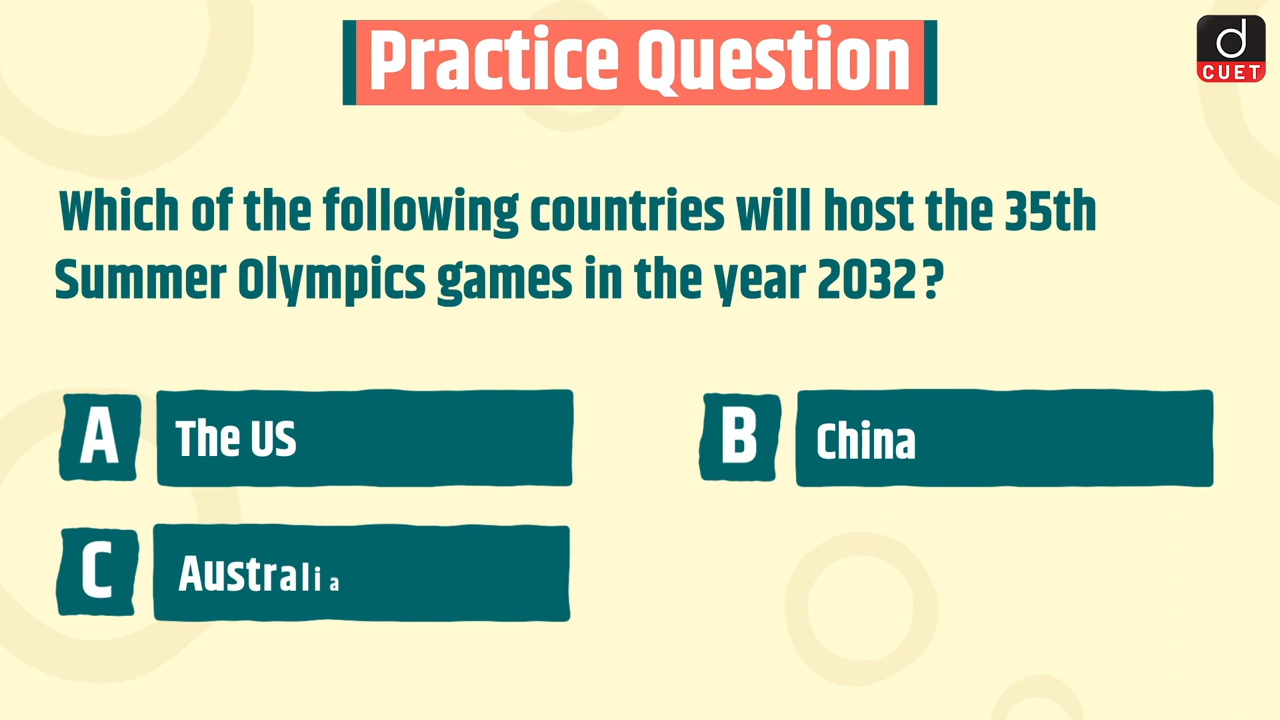 Practice Question
d
CUET
Which of the following countries will host the 35th
Summer Olympics games in the year 2032?
A The US
B China
C Australia